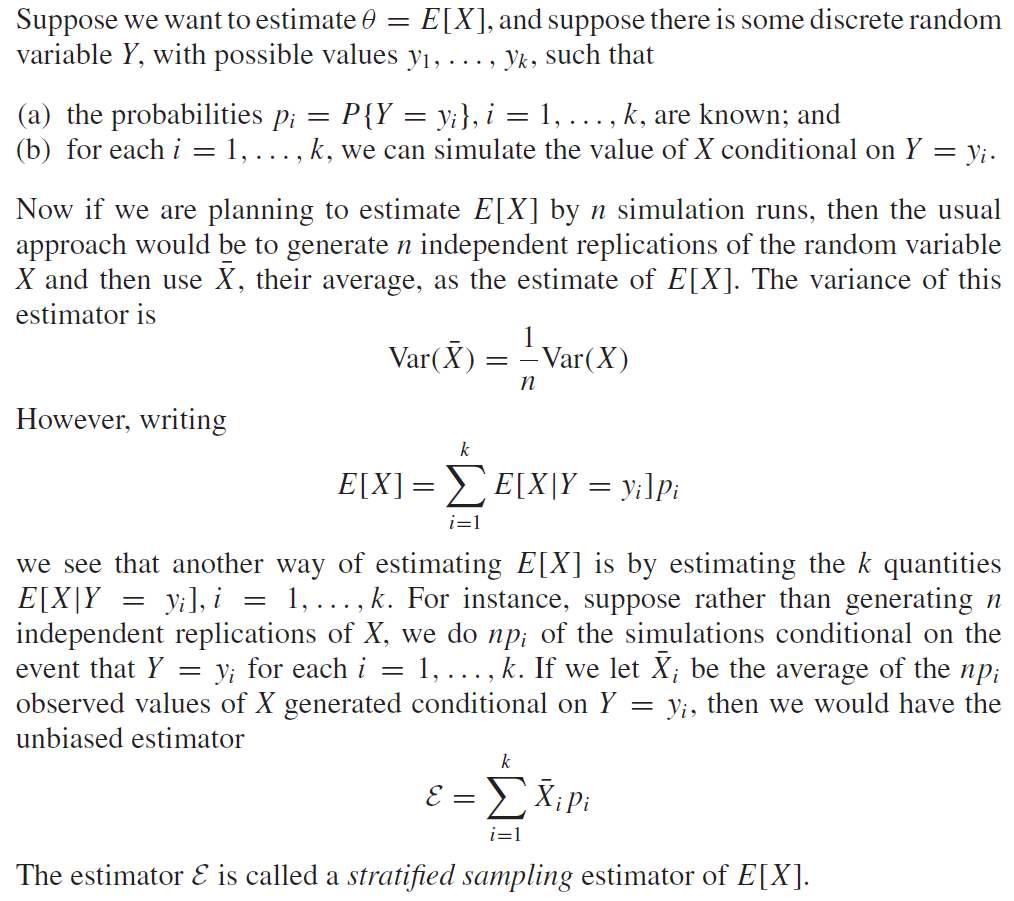 Suppose we want to estimate θ = E[X], and suppose there is some discrete random
variable Y, with possible values y₁, . . . , yₖ, such that
(a) the probabilities pᵢ = P{Y = yᵢ}, i = 1, . . . , k, are known; and
(b) for each i = 1, . . . , k, we can simulate the value of X conditional on Y = yᵢ.
Now if we are planning to estimate E[X] by n simulation runs, then the usual
approach would be to generate n independent replications of the random variable
X and then use X̄, their average, as the estimate of E[X]. The variance of this
estimator is
Var(X̄) = 1/n Var(X)
However, writing
E[X] = ∑_{i=1}^{k} E[X|Y = yᵢ]pᵢ
we see that another way of estimating E[X] is by estimating the k quantities
E[X|Y = yᵢ], i = 1, . . . , k. For instance, suppose rather than generating n
independent replications of X, we do npᵢ of the simulations conditional on the
event that Y = yᵢ for each i = 1, . . . , k. If we let X̄ᵢ be the average of the npᵢ
observed values of X generated conditional on Y = yᵢ, then we would have the
unbiased estimator
ℰ = ∑_{i=1}^{k} X̄ᵢpᵢ
The estimator ℰ is called a stratified sampling estimator of E[X].